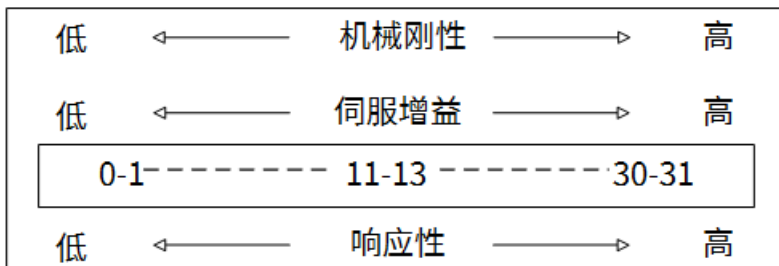 低 机械刚性 高
低 伺服增益 高
0-1 11-13 30-31
低 响应性 高